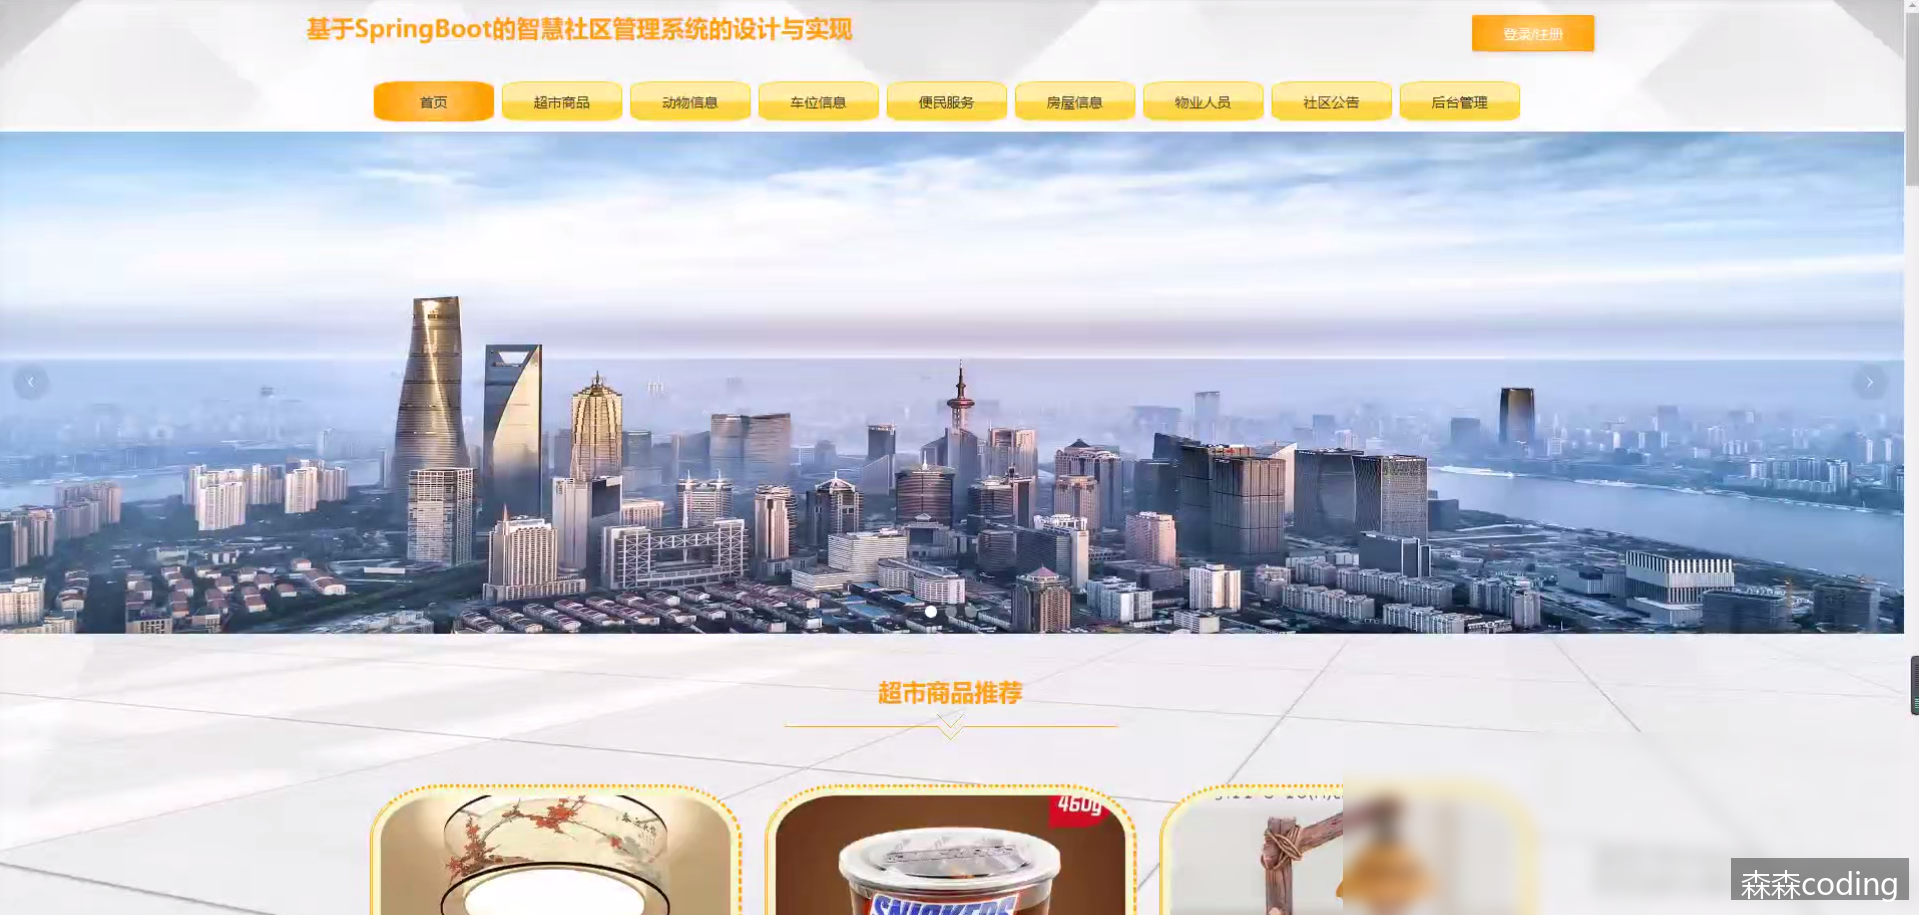 基于SpringBoot的智慧社区管理系统的设计与实现
登录/注册
首页
超市商品
动物信息
车位信息
便民服务
房屋信息
物业人员
社区公告
后台管理
超市商品推荐
460g
SNICKERS
森森coding